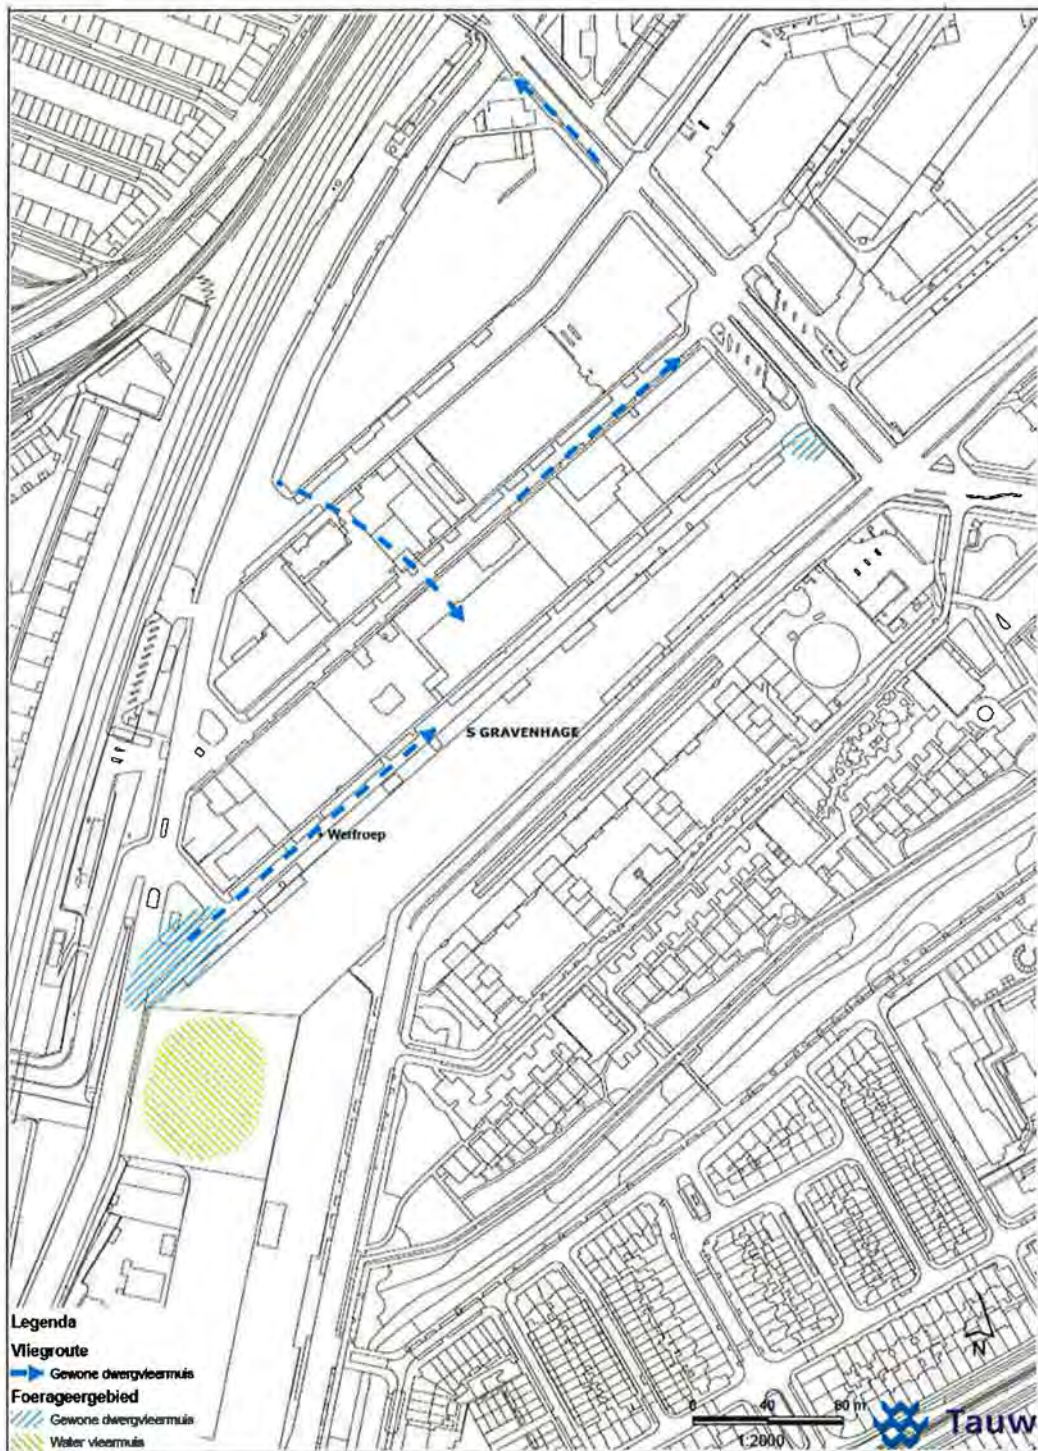 S GRAVENHAGE
Werfroep
Legenda
Vliegroute
Gewone dwergvleermuis
Foerageergebied
Gewone dwergvleermuis
Water vleermuis
N
0 40 80 m
1:2000
Tauw